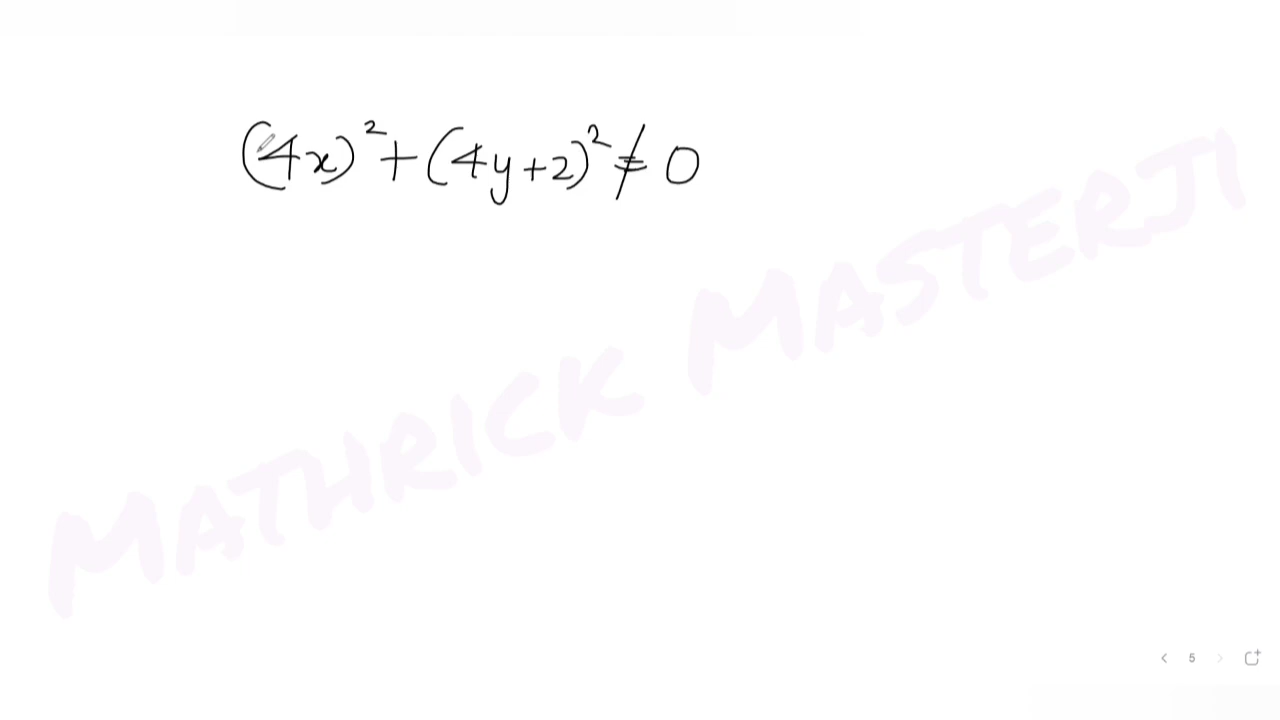 (4x)² + (4y+2)² ≠ 0
MATHRICK MASTERJI
5